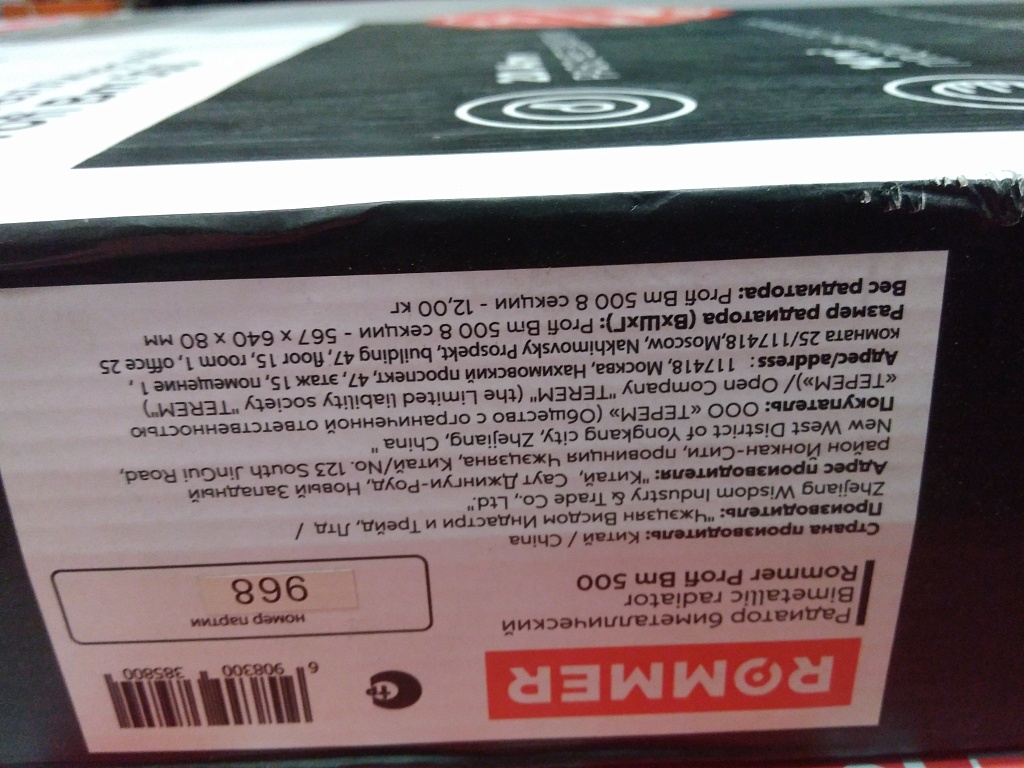 ROMMER
Радиатор биметаллический
Bimetallic radiator
Rommer Profi Bm 500
6 908300 385800
номер партии
896
Страна производитель: Китай / China
Производитель: "Чжэцзян Висдом Индастри и Трейд, Лтд /
Zhejiang Wisdom Industry & Trade Co., Ltd."
Адрес производителя: "Китай, Саут Джингуи-Роуд, Новый Западный
район Йонкан-Сити, провинция Чжэцзяна, Китай/No. 123 South JinGui Road,
New West District of Yongkang city, Zhejiang, China "
Покупатель: ООО «ТЕРЕМ» (Общество с ограниченной ответственностью
«ТЕРЕМ»)/ Open Company "TEREM" (the Limited liability society "TEREM")
Адрес/address: 117418, Москва, Нахимовский проспект, 47, этаж 15, помещение 1 ,
комната 25/117418,Moscow, Nakhimovsky Prospekt, building 47, floor 15, room 1, office 25
Размер радиатора (ВхШхГ): Profi Bm 500 8 секции - 567 x 640 x 80 мм
Вес радиатора: Profi Bm 500 8 секции - 12,00 кг